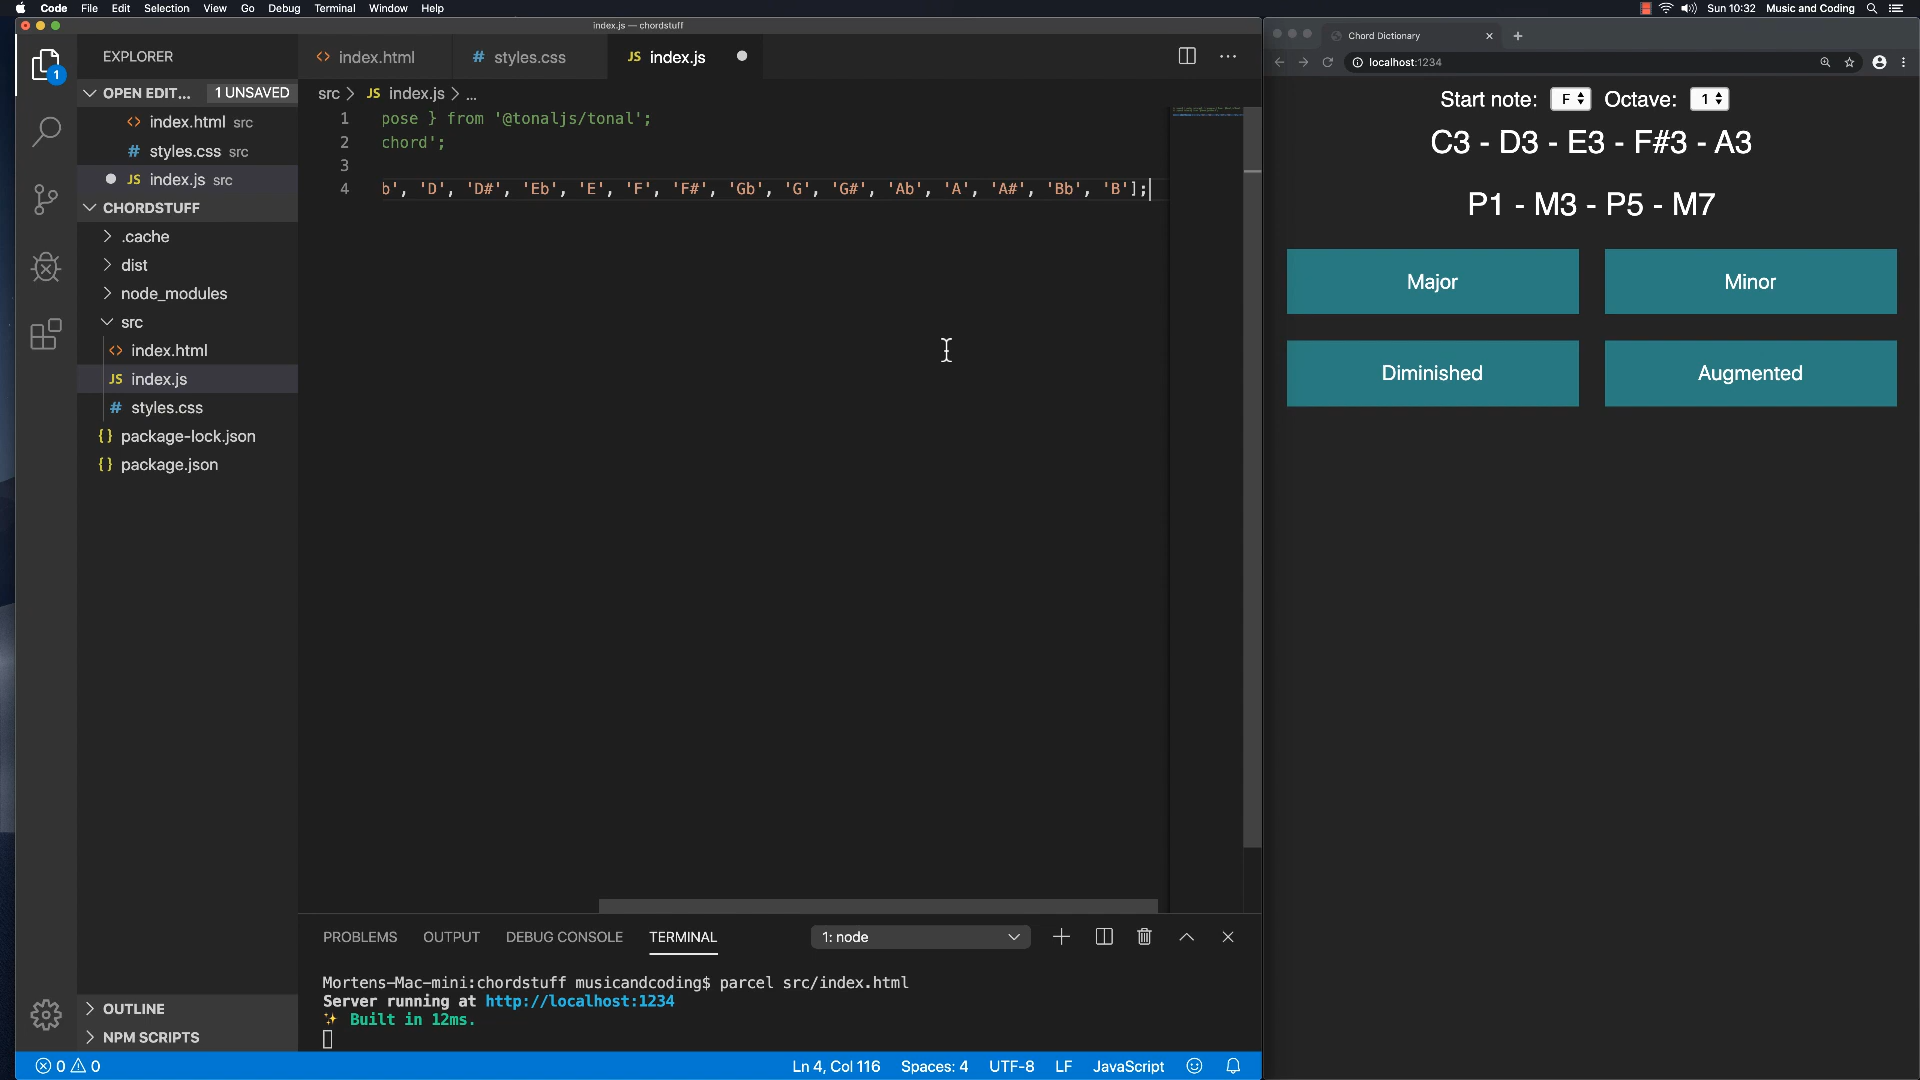 Code File Edit Selection View Go Debug Terminal Window Help
Sun 10:32 Music and Coding
index.js — chordstuff
EXPLORER
OPEN EDIT... 1 UNSAVED
index.html src
styles.css src
JS index.js src
CHORDSTUFF
.cache
dist
node_modules
src
index.html
JS index.js
# styles.css
{} package-lock.json
{} package.json
OUTLINE
NPM SCRIPTS
<> index.html # styles.css JS index.js
src > JS index.js > ...
1 pose } from '@tonaljs/tonal';
2 chord';
3
4 b', 'D', 'D#', 'Eb', 'E', 'F', 'F#', 'Gb', 'G', 'G#', 'Ab', 'A', 'A#', 'Bb', 'B'];
PROBLEMS OUTPUT DEBUG CONSOLE TERMINAL 1: node
Mortens-Mac-mini:chordstuff musicandcoding$ parcel src/index.html
Server running at http://localhost:1234
✨ Built in 12ms.
0 0 Ln 4, Col 116 Spaces: 4 UTF-8 LF JavaScript
Chord Dictionary
localhost:1234
Start note: F Octave: 1
C3 - D3 - E3 - F#3 - A3
P1 - M3 - P5 - M7
Major Minor
Diminished Augmented